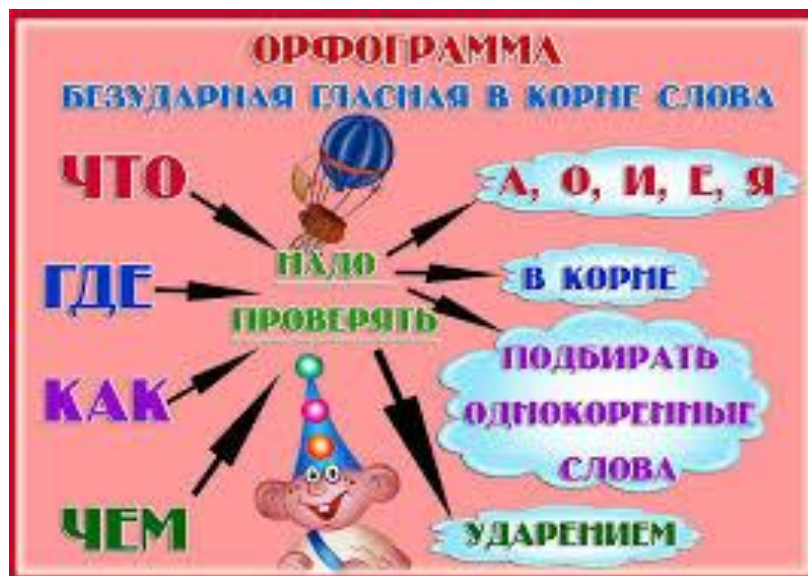 ОРФОГРАММА
БЕЗУДАРНАЯ ГЛАСНАЯ В КОРНЕ СЛОВА
ЧТО
ГДЕ
КАК
ЧЕМ
НАДО
ПРОВЕРЯТЬ
А, О, И, Е, Я
В КОРНЕ
ПОДБИРАТЬ
ОДНОКОРЕННЫЕ
СЛОВА
УДАРЕНИЕМ